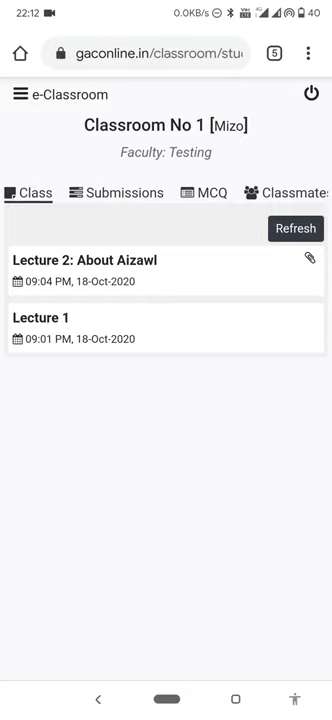 22:12 0.0KB/s 4G 40
gaconline.in/classroom/stu 5
e-Classroom
Classroom No 1 [Mizo]
Faculty: Testing
Class Submissions MCQ Classmates
Refresh
Lecture 2: About Aizawl
09:04 PM, 18-Oct-2020
Lecture 1
09:01 PM, 18-Oct-2020